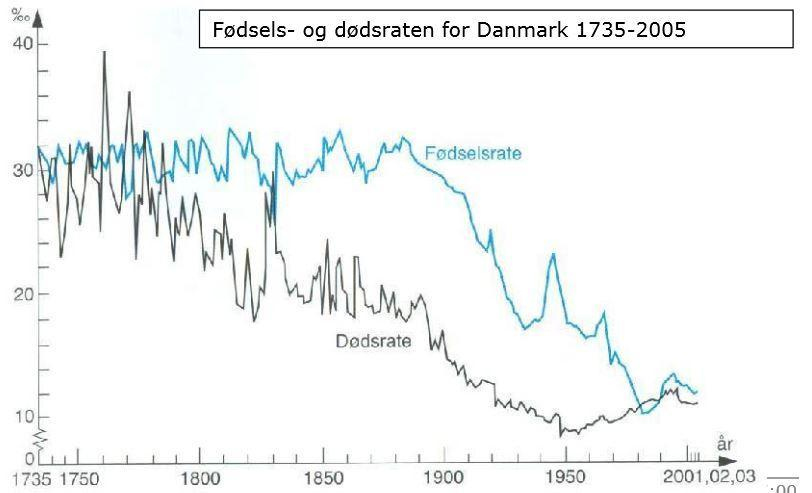 ‰
Fødsels- og dødsraten for Danmark 1735-2005
40
Fødselsrate
30
20
Dødsrate
10
0
år
1735 1750 1800 1850 1900 1950 2001,02,03
:00